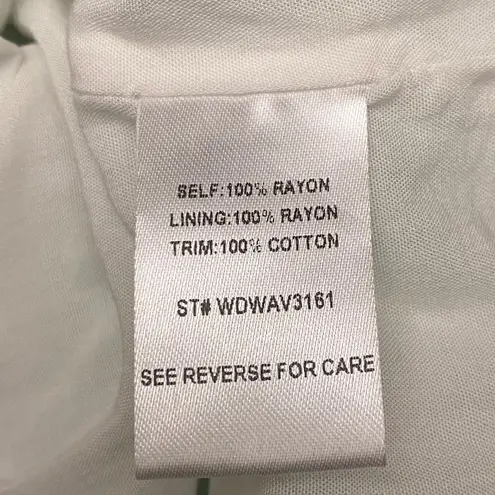 SELF:100% RAYON
LINING:100% RAYON
TRIM:100% COTTON
ST# WDWAV3161
SEE REVERSE FOR CARE